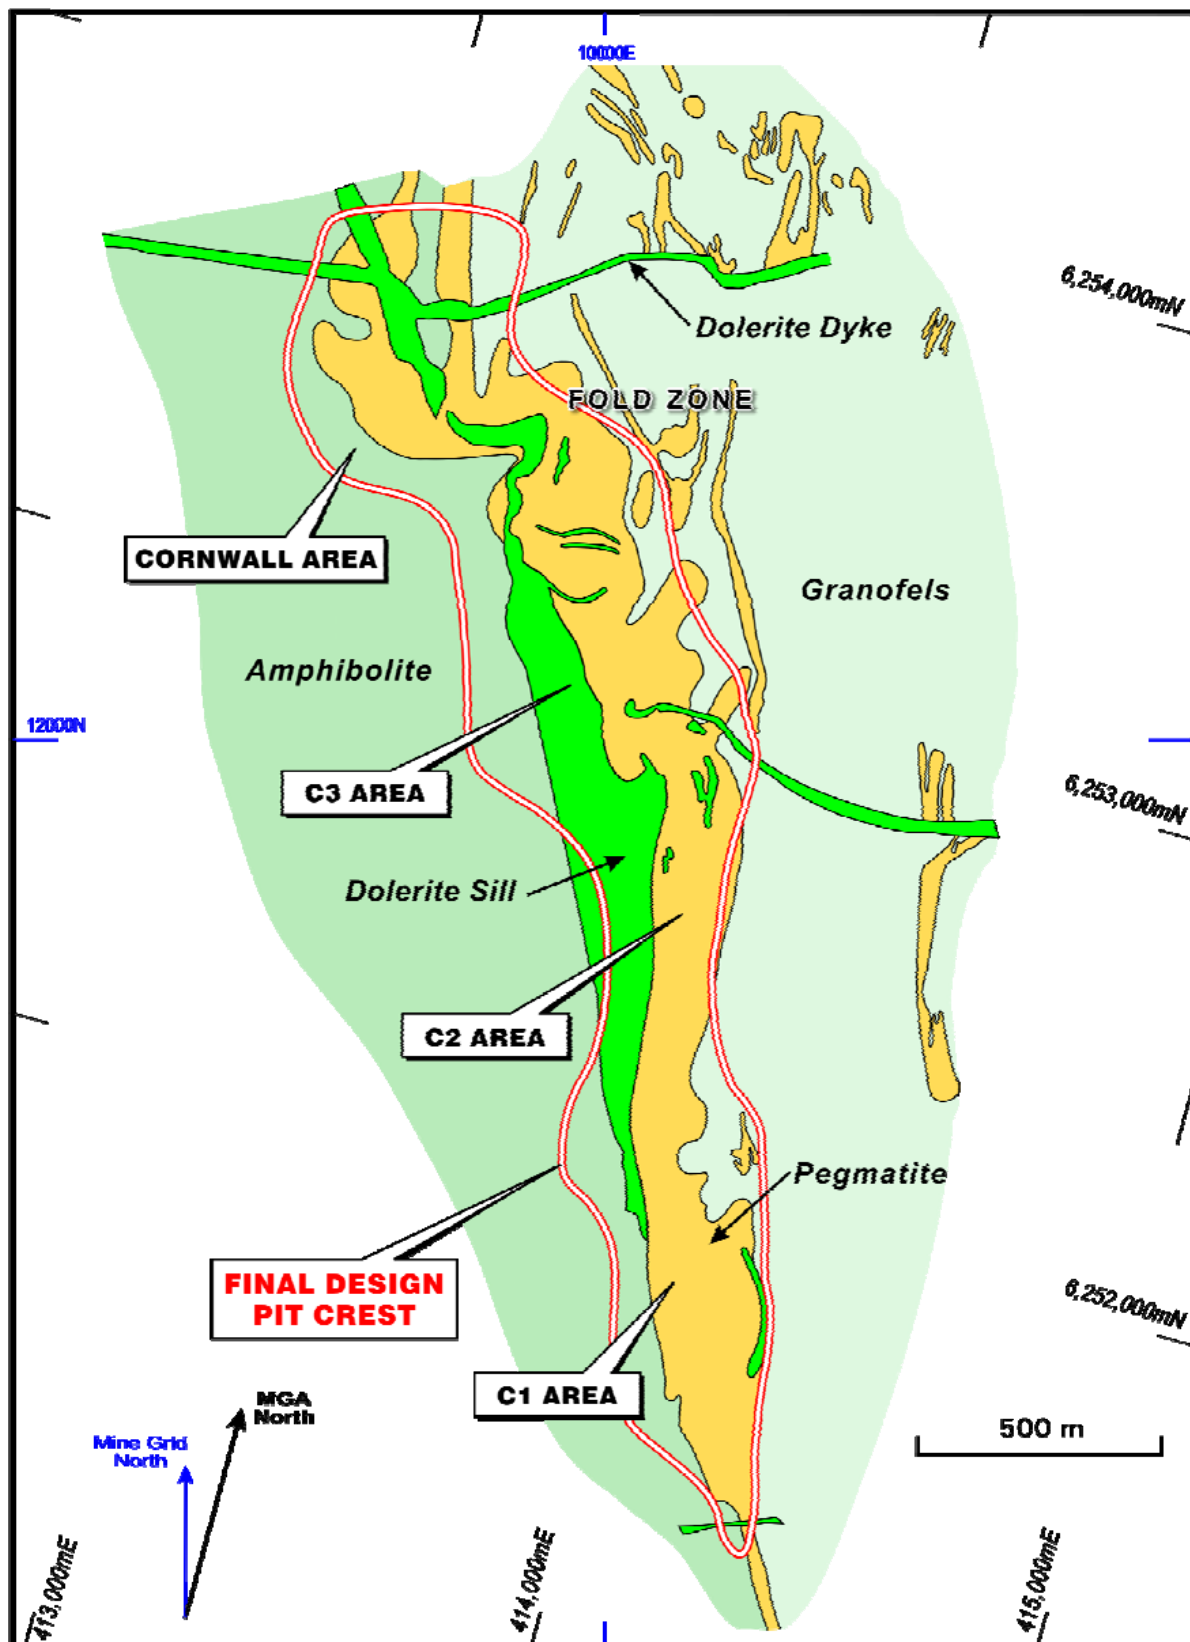 10000E
6,254,000mN
Dolerite Dyke
FOLD ZONE
CORNWALL AREA
Granofels
Amphibolite
12000N
C3 AREA
6,253,000mN
Dolerite Sill
C2 AREA
Pegmatite
FINAL DESIGN
PIT CREST
6,252,000mN
C1 AREA
MGA
North
500 m
Mine Grid
North
413,000mE
414,000mE
415,000mE